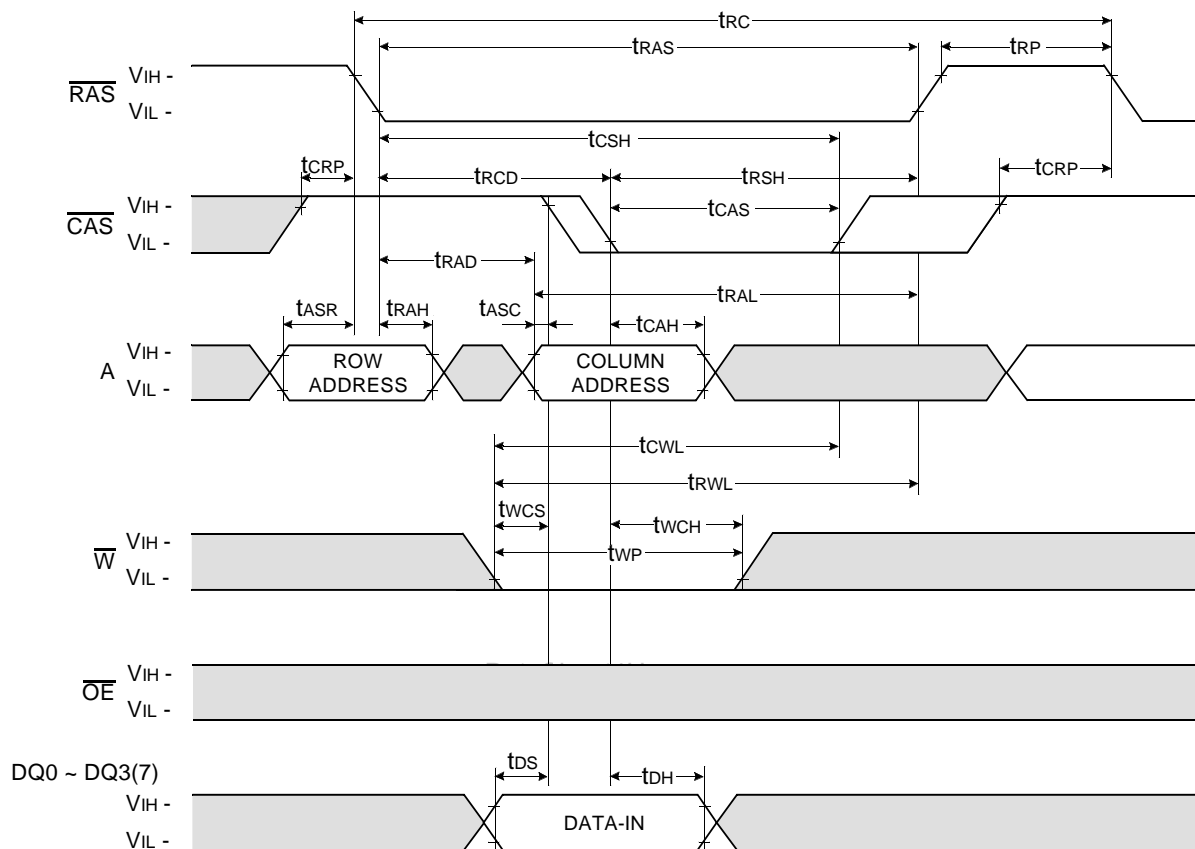 tRC
tRAS
tRP
RAS
VIH -
VIL -
tCSH
tCRP
tRCD
tRSH
tCRP
CAS
VIH -
VIL -
tCAS
tRAD
tRAL
tASR
tRAH
tASC
tCAH
A
VIH -
VIL -
ROW
ADDRESS
COLUMN
ADDRESS
tCWL
tRWL
tWCS
tWCH
tWP
W
VIH -
VIL -
OE
VIH -
VIL -
tDS
tDH
DQ0 ~ DQ3(7)
VIH -
VIL -
DATA-IN